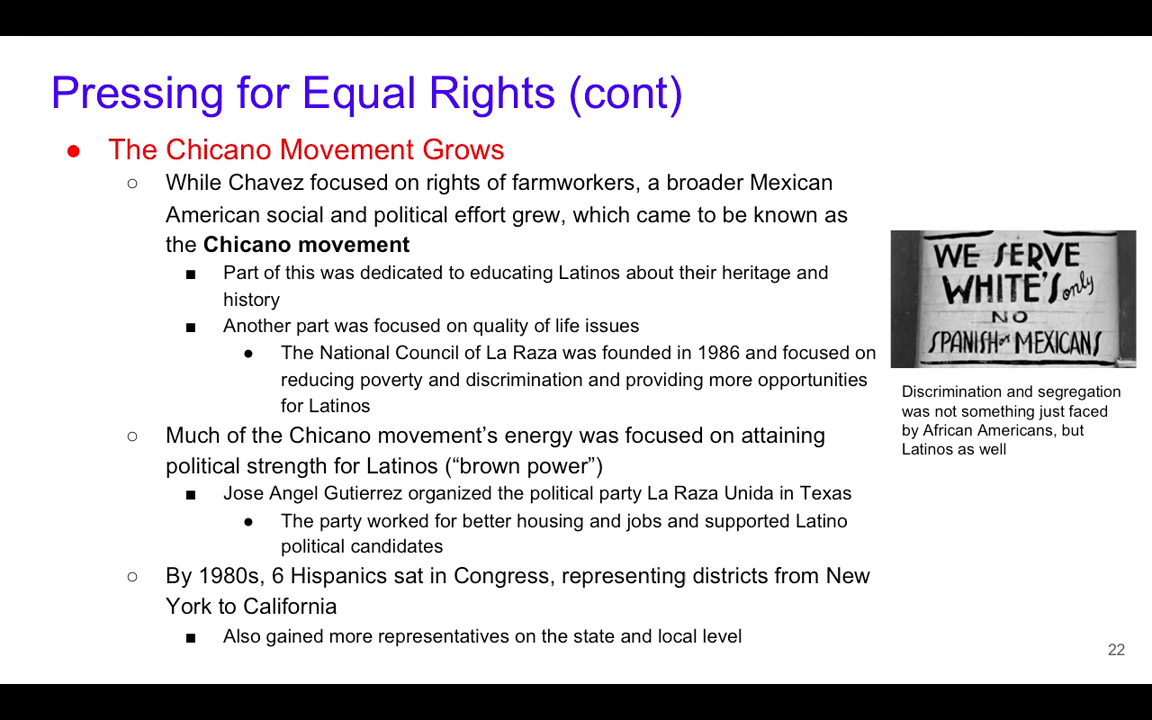 Pressing for Equal Rights (cont)
● The Chicano Movement Grows
○ While Chavez focused on rights of farmworkers, a broader Mexican
American social and political effort grew, which came to be known as
the Chicano movement
■ Part of this was dedicated to educating Latinos about their heritage and
history
■ Another part was focused on quality of life issues
● The National Council of La Raza was founded in 1986 and focused on
reducing poverty and discrimination and providing more opportunities
for Latinos
○ Much of the Chicano movement’s energy was focused on attaining
political strength for Latinos (“brown power”)
■ Jose Angel Gutierrez organized the political party La Raza Unida in Texas
● The party worked for better housing and jobs and supported Latino
political candidates
○ By 1980s, 6 Hispanics sat in Congress, representing districts from New
York to California
■ Also gained more representatives on the state and local level
WE SERVE
WHITE'S only
NO
SPANISH or MEXICANS
Discrimination and segregation
was not something just faced
by African Americans, but
Latinos as well
22